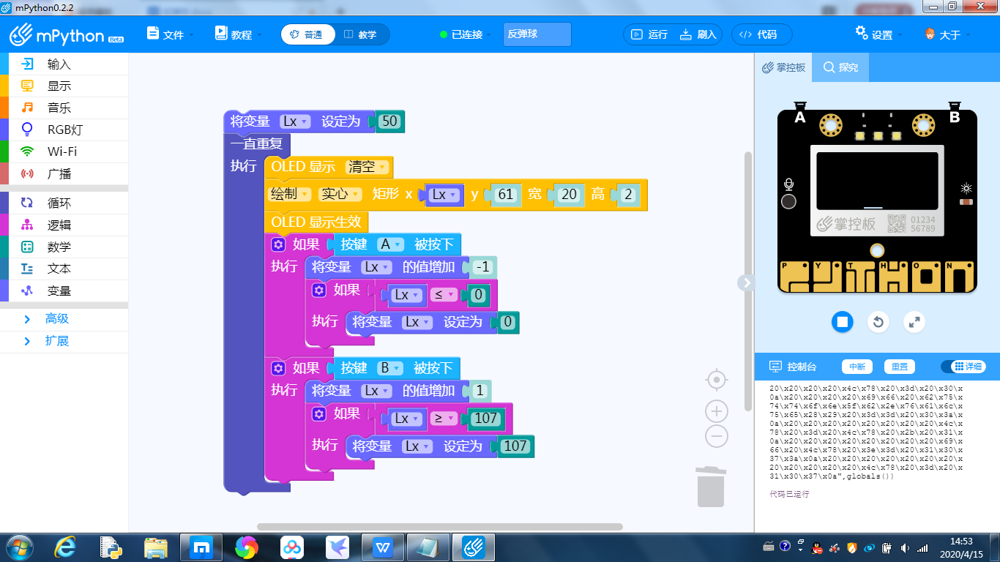 mPython0.2.2
mPython Beta
文件
教程
普通
教学
已连接
反弹球
运行
刷入
代码
设置
大于
输入
显示
音乐
RGB灯
Wi-Fi
广播
循环
逻辑
数学
文本
变量
高级
扩展
将变量 Lx 设定为 50
一直重复
执行 OLED 显示 清空
绘制 实心 矩形 x Lx y 61 宽 20 高 2
OLED 显示生效
如果 按键 A 被按下
执行 将变量 Lx 的值增加 -1
如果 Lx ≤ 0
执行 将变量 Lx 设定为 0
如果 按键 B 被按下
执行 将变量 Lx 的值增加 1
如果 Lx ≥ 107
执行 将变量 Lx 设定为 107
掌控板
探究
A
B
掌控板
01234
56789
P Y T H O N
控制台
中断
重置
详细
20\x20\x20\x20\x4c\x78\x20\x3d\x20\x30\x
0a\x20\x20\x20\x20\x69\x66\x20\x62\x75\x
74\x74\x6f\x6e\x5f\x62\x2e\x76\x61\x6c\x
75\x65\x28\x29\x20\x3d\x3d\x20\x30\x3a\x
0a\x20\x20\x20\x20\x20\x20\x20\x20\x4c\x
78\x20\x3d\x20\x4c\x78\x20\x2b\x20\x31\x
0a\x20\x20\x20\x20\x20\x20\x20\x20\x69\x
66\x20\x4c\x78\x20\x3e\x3d\x20\x31\x30\x
37\x3a\x0a\x20\x20\x20\x20\x20\x20\x20\x
20\x20\x20\x20\x20\x4c\x78\x20\x3d\x20\x
31\x30\x37\x0a",globals())
代码已运行
14:53
2020/4/15